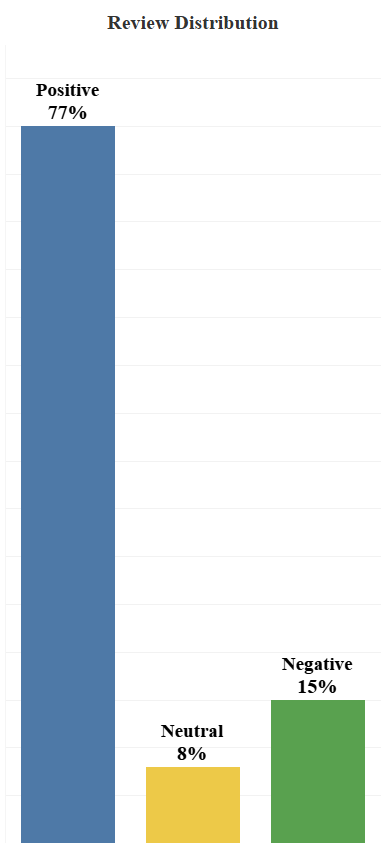 Review Distribution
Positive
77%
Neutral
8%
Negative
15%